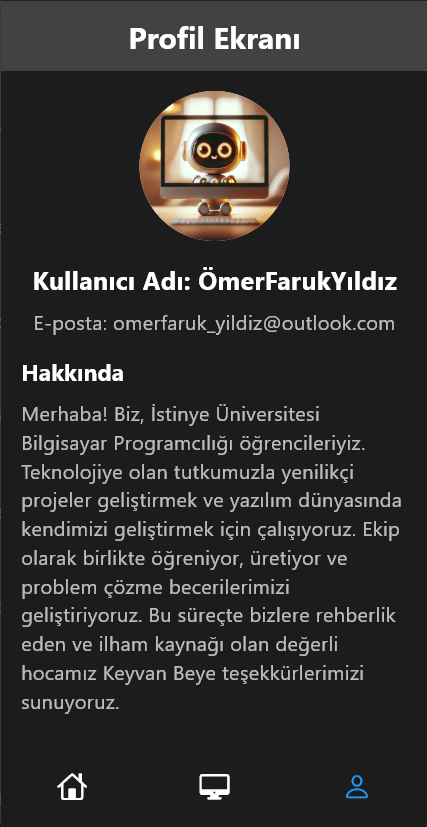 Profil Ekranı
Kullanıcı Adı: ÖmerFarukYıldız
E-posta: omerfaruk_yildiz@outlook.com
Hakkında
Merhaba! Biz, İstinye Üniversitesi
Bilgisayar Programcılığı öğrencileriyiz.
Teknolojiye olan tutkumuzla yenilikçi
projeler geliştirmek ve yazılım dünyasında
kendimizi geliştirmek için çalışıyoruz. Ekip
olarak birlikte öğreniyor, üretiyor ve
problem çözme becerilerimizi
geliştiriyoruz. Bu süreçte bizlere rehberlik
eden ve ilham kaynağı olan değerli
hocamız Keyvan Beye teşekkürlerimizi
sunuyoruz.